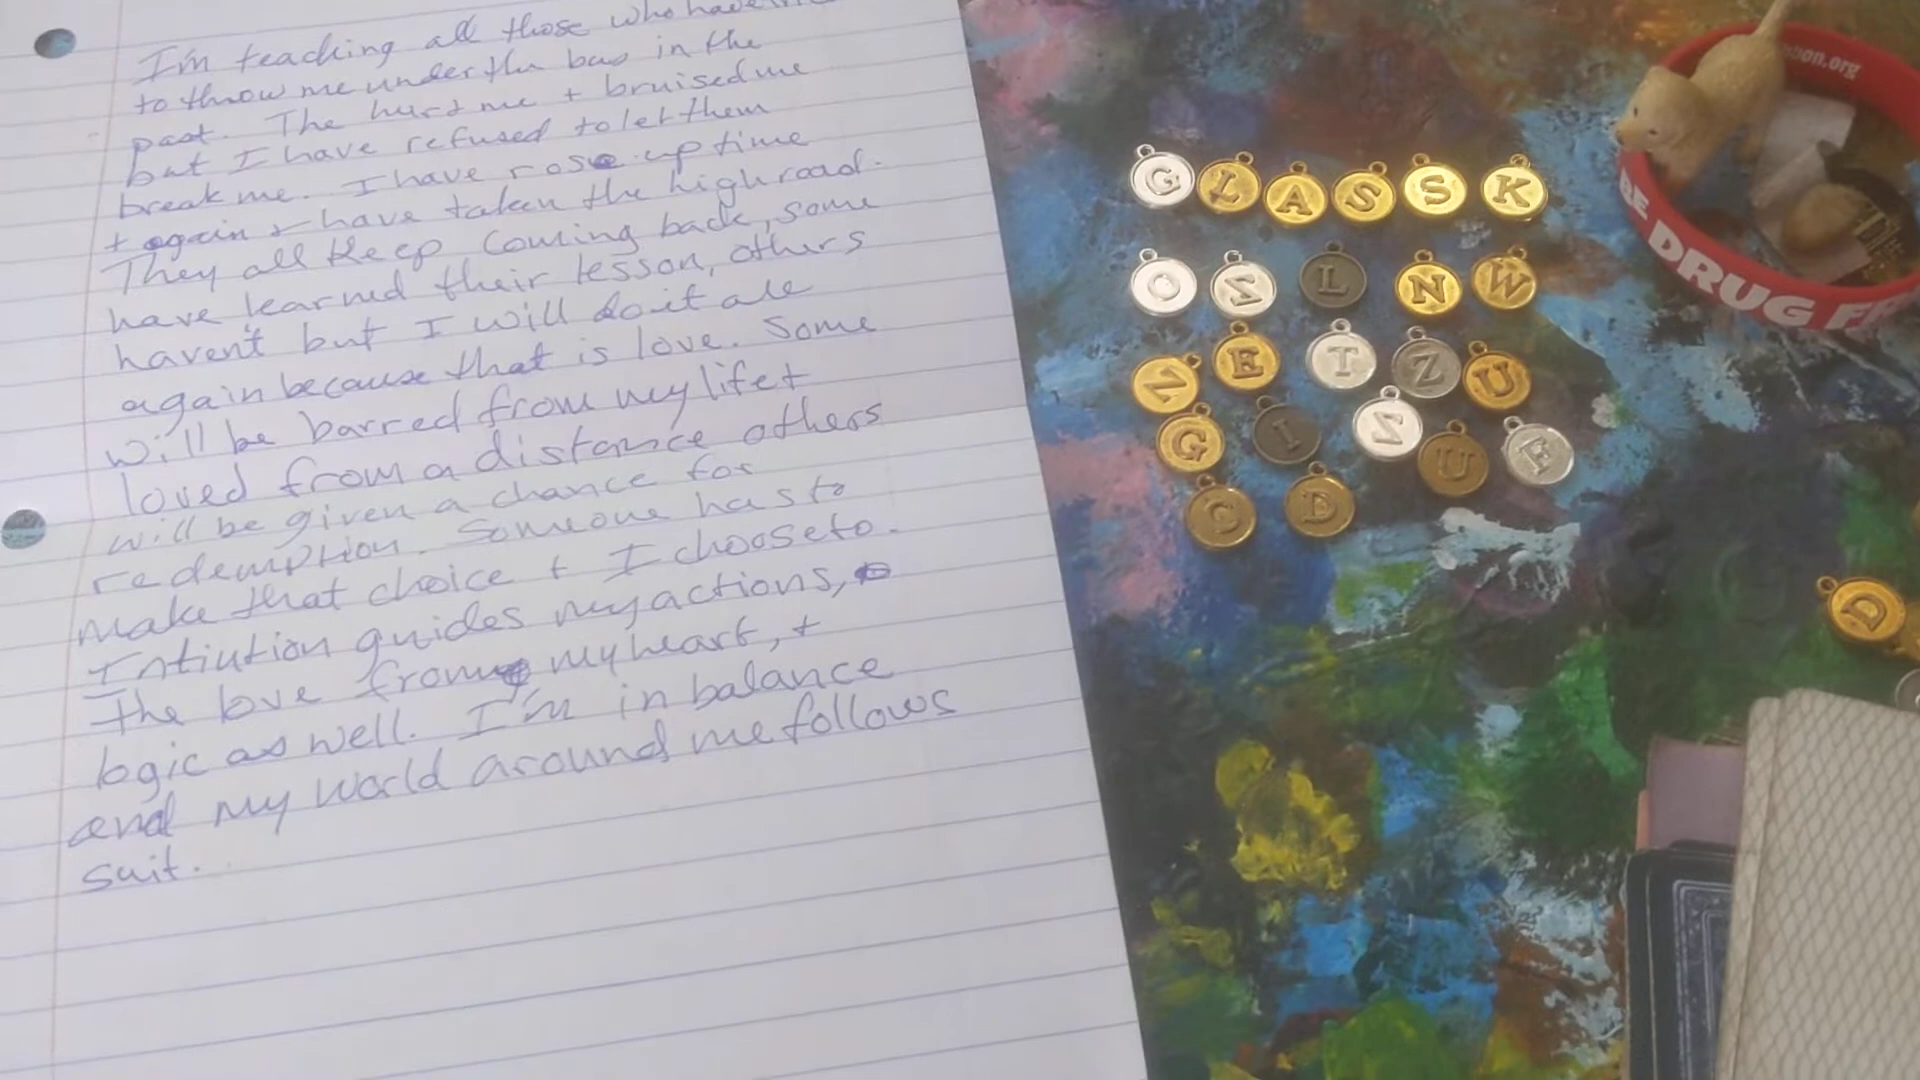 I'm teaching all those who have
to throw me under the bus in the
past. The hurt me + bruised me
but I have refused to let them
break me. I have rose up time
+ again + have taken the high road.
They all keep coming back, some
have learned their lesson, others
haven't but I will do it all
again because that is love. Some
will be barred from my life +
loved from a distance others
will be given a chance for
redemption. Someone has to
make that choice + I choose to.
Intiution guides my actions,
the love from my heart, +
logic as well. I'm in balance
and my world around me follows
suit.
G L A S S K
O Z L N W
N E T Z U
G I Z U F
G D
D
on.org
BE DRUG F